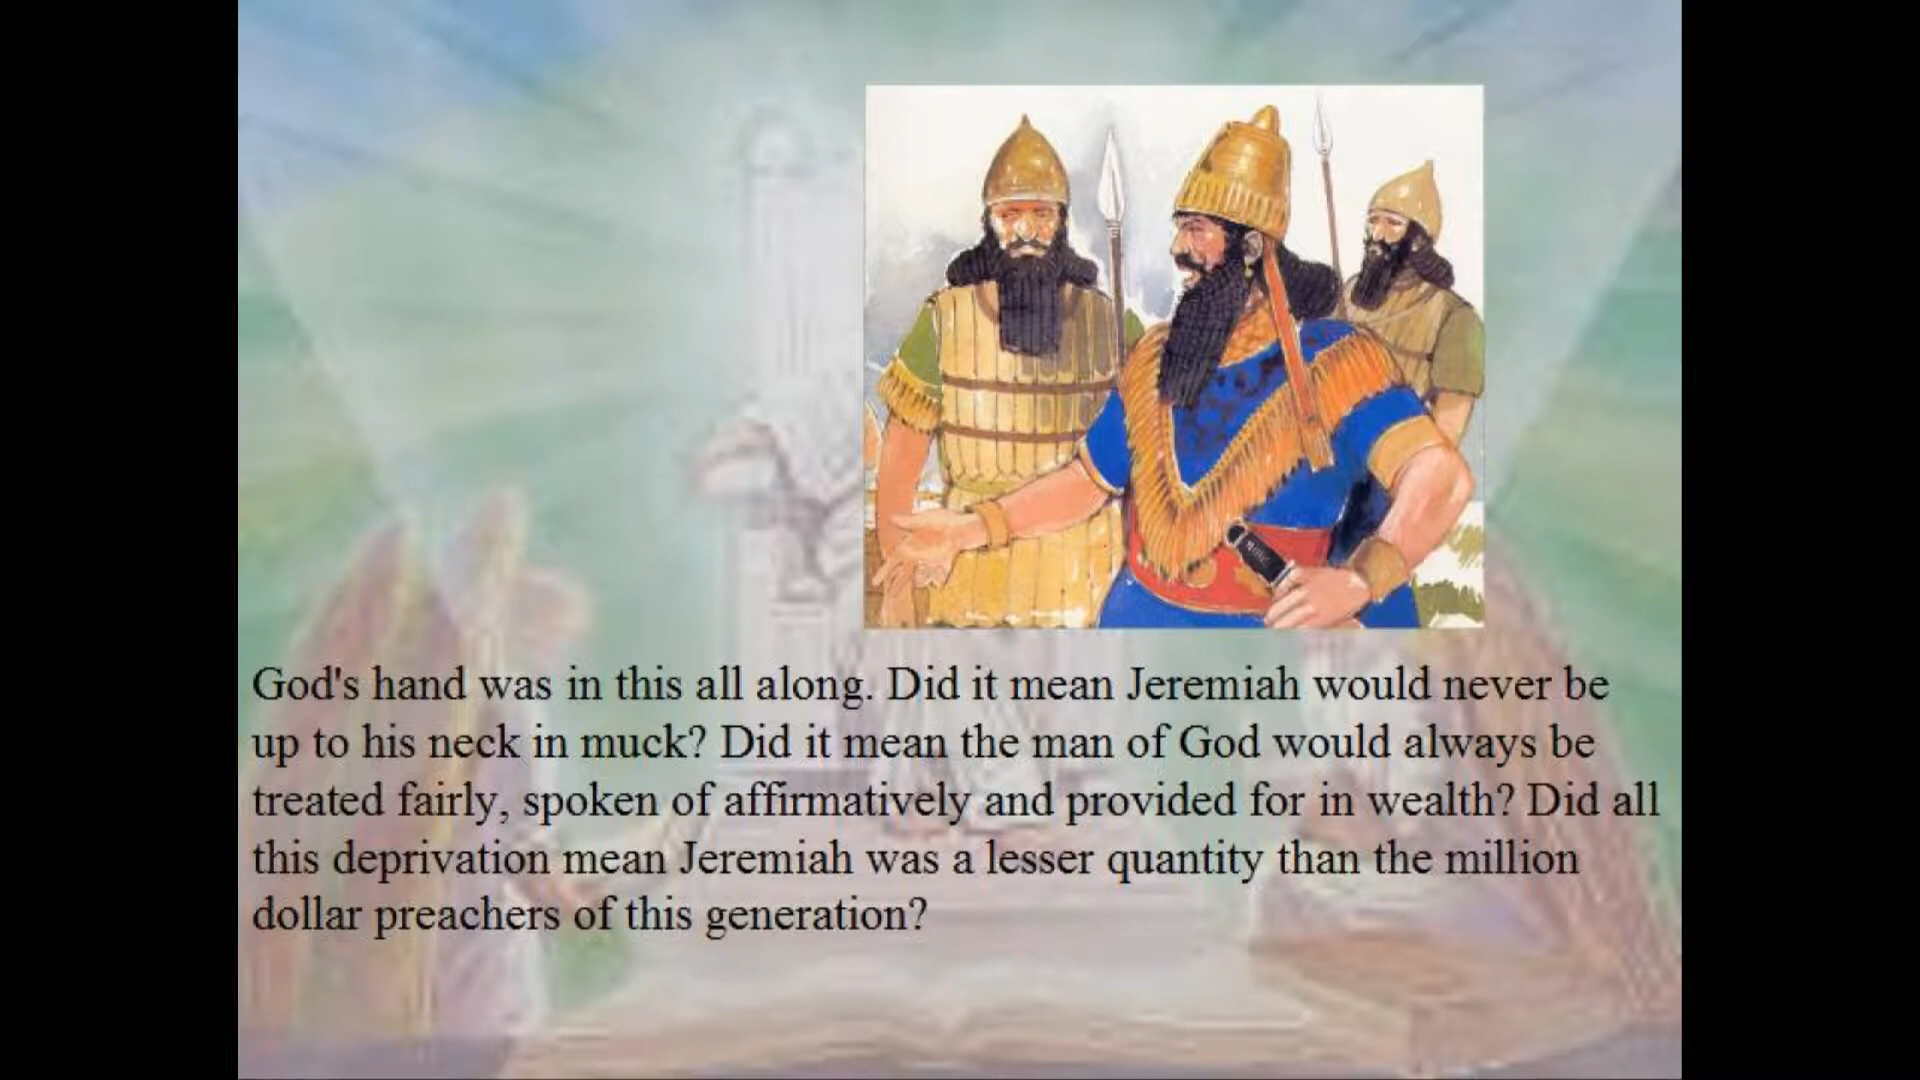 God's hand was in this all along. Did it mean Jeremiah would never be
up to his neck in muck? Did it mean the man of God would always be
treated fairly, spoken of affirmatively and provided for in wealth? Did all
this deprivation mean Jeremiah was a lesser quantity than the million
dollar preachers of this generation?